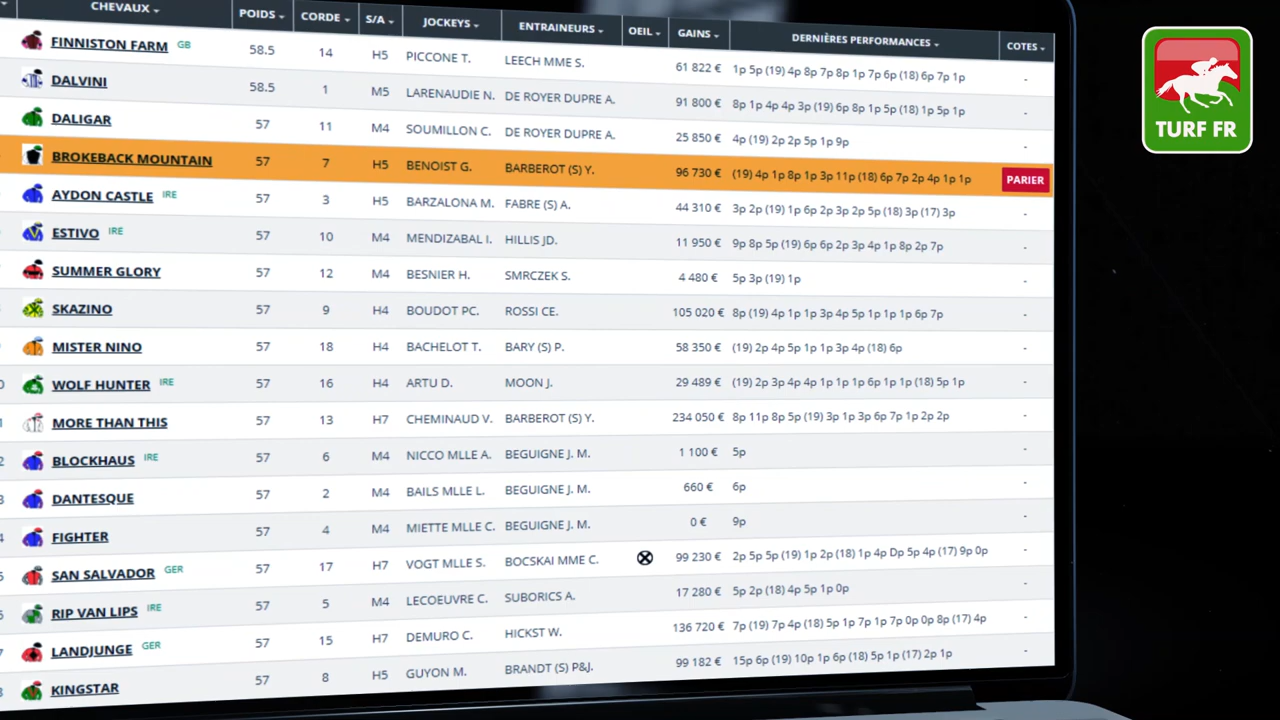 CHEVAUX POIDS CORDE S/A JOCKEYS ENTRAINEURS OEIL GAINS DERNIÈRES PERFORMANCES COTES
FINNISTON FARM GB 58.5 14 H5 PICCONE T. LEECH MME S. 61 822 € 1p 5p (19) 4p 8p 7p 8p 1p 7p 6p (18) 6p 7p 1p -
DALVINI 58.5 1 M5 LARENAUDIE N. DE ROYER DUPRE A. 91 800 € 8p 1p 4p 4p 3p (19) 6p 8p 1p 5p (18) 1p 5p 1p -
DALIGAR 57 11 M4 SOUMILLON C. DE ROYER DUPRE A. 25 850 € 4p (19) 2p 2p 5p 1p 9p -
BROKEBACK MOUNTAIN 57 7 H5 BENOIST G. BARBEROT (S) Y. 96 730 € (19) 4p 1p 8p 1p 3p 11p (18) 6p 7p 2p 4p 1p 1p PARIER
AYDON CASTLE IRE 57 3 H5 BARZALONA M. FABRE (S) A. 44 310 € 3p 2p (19) 1p 6p 2p 3p 2p 5p (18) 3p (17) 3p -
ESTIVO IRE 57 10 M4 MENDIZABAL I. HILLIS JD. 11 950 € 9p 8p 5p (19) 6p 6p 2p 3p 4p 1p 8p 2p 7p -
SUMMER GLORY 57 12 M4 BESNIER H. SMRCZEK S. 4 480 € 5p 3p (19) 1p -
SKAZINO 57 9 H4 BOUDOT PC. ROSSI CE. 105 020 € 8p (19) 4p 1p 1p 3p 4p 5p 1p 1p 1p 6p 7p -
MISTER NINO 57 18 H4 BACHELOT T. BARY (S) P. 58 350 € (19) 2p 4p 5p 1p 1p 3p 4p (18) 6p -
0 WOLF HUNTER IRE 57 16 H4 ARTU D. MOON J. 29 489 € (19) 2p 3p 4p 4p 1p 1p 1p 6p 1p 1p (18) 5p 1p -
1 MORE THAN THIS 57 13 H7 CHEMINAUD V. BARBEROT (S) Y. 234 050 € 8p 11p 8p 5p (19) 3p 1p 3p 6p 7p 1p 2p 2p -
2 BLOCKHAUS IRE 57 6 M4 NICCO MLLE A. BEGUIGNE J. M. 1 100 € 5p -
3 DANTESQUE 57 2 M4 BAILS MLLE L. BEGUIGNE J. M. 660 € 6p -
4 FIGHTER 57 4 M4 MIETTE MLLE C. BEGUIGNE J. M. 0 € 9p -
5 SAN SALVADOR GER 57 17 H7 VOGT MLLE S. BOCSKAI MME C. 99 230 € 2p 5p 5p (19) 1p 2p (18) 1p 4p Dp 5p 4p (17) 9p 0p -
6 RIP VAN LIPS IRE 57 5 M4 LECOEUVRE C. SUBORICS A. 17 280 € 5p 2p (18) 4p 5p 1p 0p -
7 LANDJUNGE GER 57 15 H7 DEMURO C. HICKST W. 136 720 € 7p (19) 7p 4p (18) 5p 1p 7p 1p 7p 0p 0p 8p (17) 4p -
8 KINGSTAR 57 8 H5 GUYON M. BRANDT (S) P&J. 99 182 € 15p 6p (19) 10p 1p 6p (18) 5p 1p (17) 2p 1p -
TURF FR